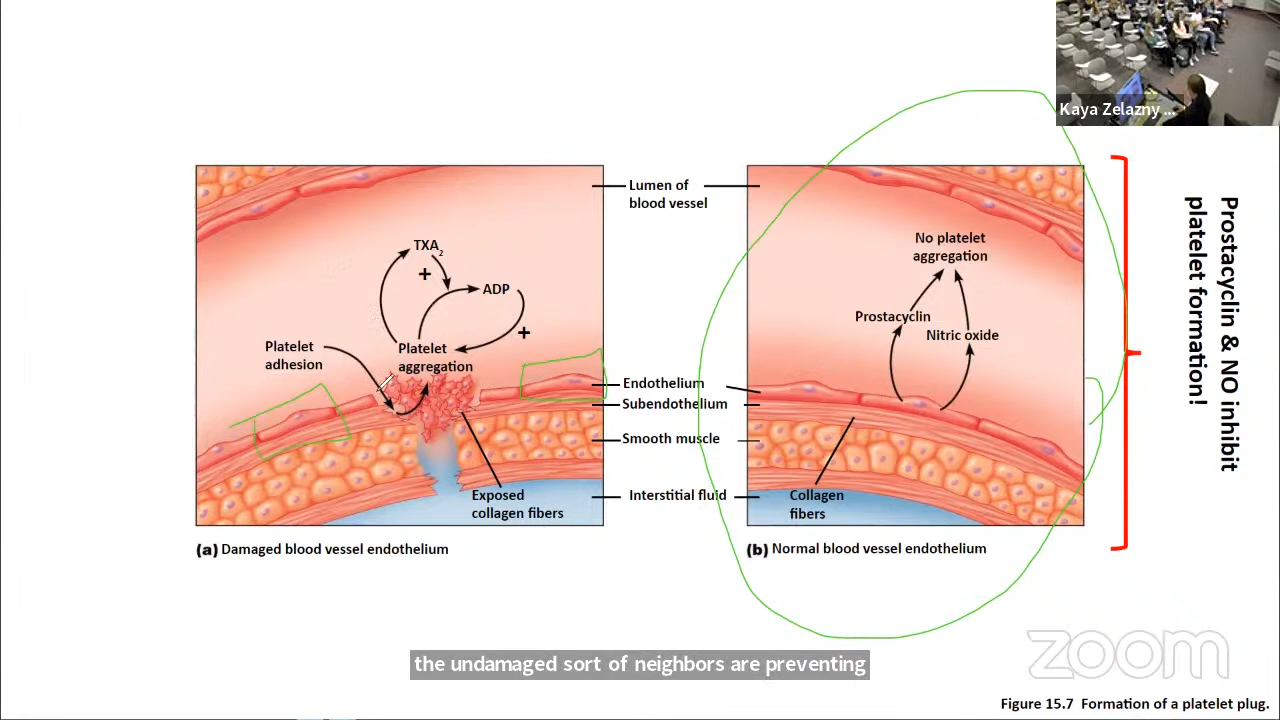 Kaya Zelazny ...
Lumen of
blood vessel
TXA2
+
ADP
+
Platelet
adhesion
Platelet
aggregation
Endothelium
Subendothelium
Smooth muscle
Interstitial fluid
Exposed
collagen fibers
(a) Damaged blood vessel endothelium
No platelet
aggregation
Prostacyclin
Nitric oxide
Collagen
fibers
(b) Normal blood vessel endothelium
Prostacyclin & NO inhibit
platelet formation!
the undamaged sort of neighbors are preventing
zoom
Figure 15.7 Formation of a platelet plug.